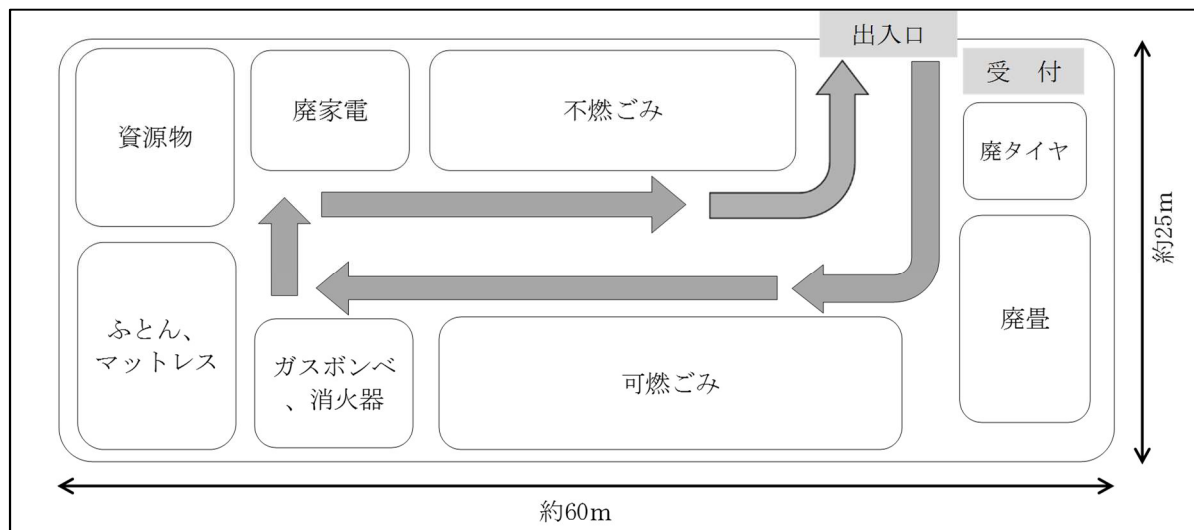 出入口
受　付
資源物
廃家電
不燃ごみ
廃タイヤ
ふとん、
マットレス
ガスボンベ
、消火器
可燃ごみ
廃畳
約25m
約60m